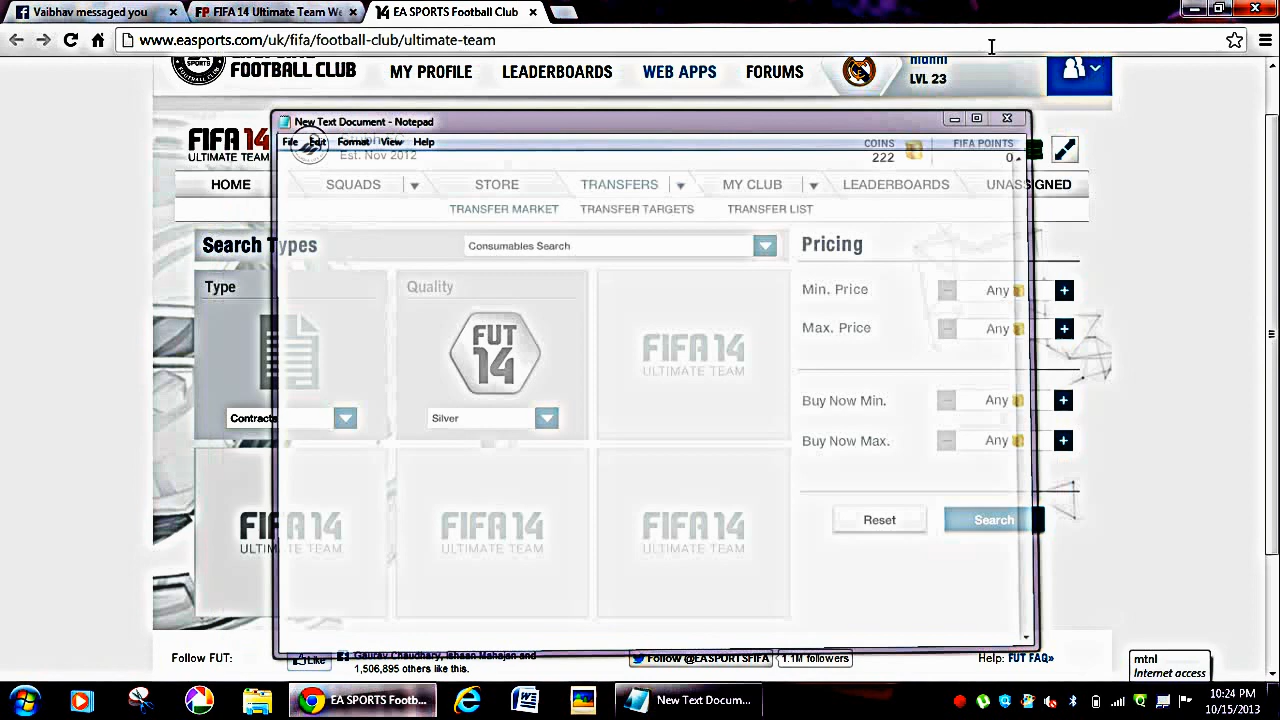 Vaibhav messaged you
FIFA 14 Ultimate Team We
EA SPORTS Football Club
www.easports.com/uk/fifa/football-club/ultimate-team
FOOTBALL CLUB
MY PROFILE
LEADERBOARDS
WEB APPS
FORUMS
LVL 23
New Text Document - Notepad
File Edit Format View Help
FIFA 14
ULTIMATE TEAM
Est. Nov 2012
COINS
222
FIFA POINTS
0
HOME
SQUADS
STORE
TRANSFERS
MY CLUB
LEADERBOARDS
UNASSIGNED
TRANSFER MARKET
TRANSFER TARGETS
TRANSFER LIST
Search Types
Consumables Search
Pricing
Type
Quality
Min. Price
Any
Max. Price
Any
FUT
14
FIFA 14
ULTIMATE TEAM
Contracts
Silver
Buy Now Min.
Any
Buy Now Max.
Any
FIFA 14
ULTIMATE TEAM
FIFA 14
ULTIMATE TEAM
FIFA 14
ULTIMATE TEAM
Reset
Search
Follow FUT:
Like
1,506,895 others like this.
Follow @EASPORTSFIFA
1.1M followers
Help: FUT FAQ»
mtnl
Internet access
EA SPORTS Footb...
New Text Docum...
10:24 PM
10/15/2013